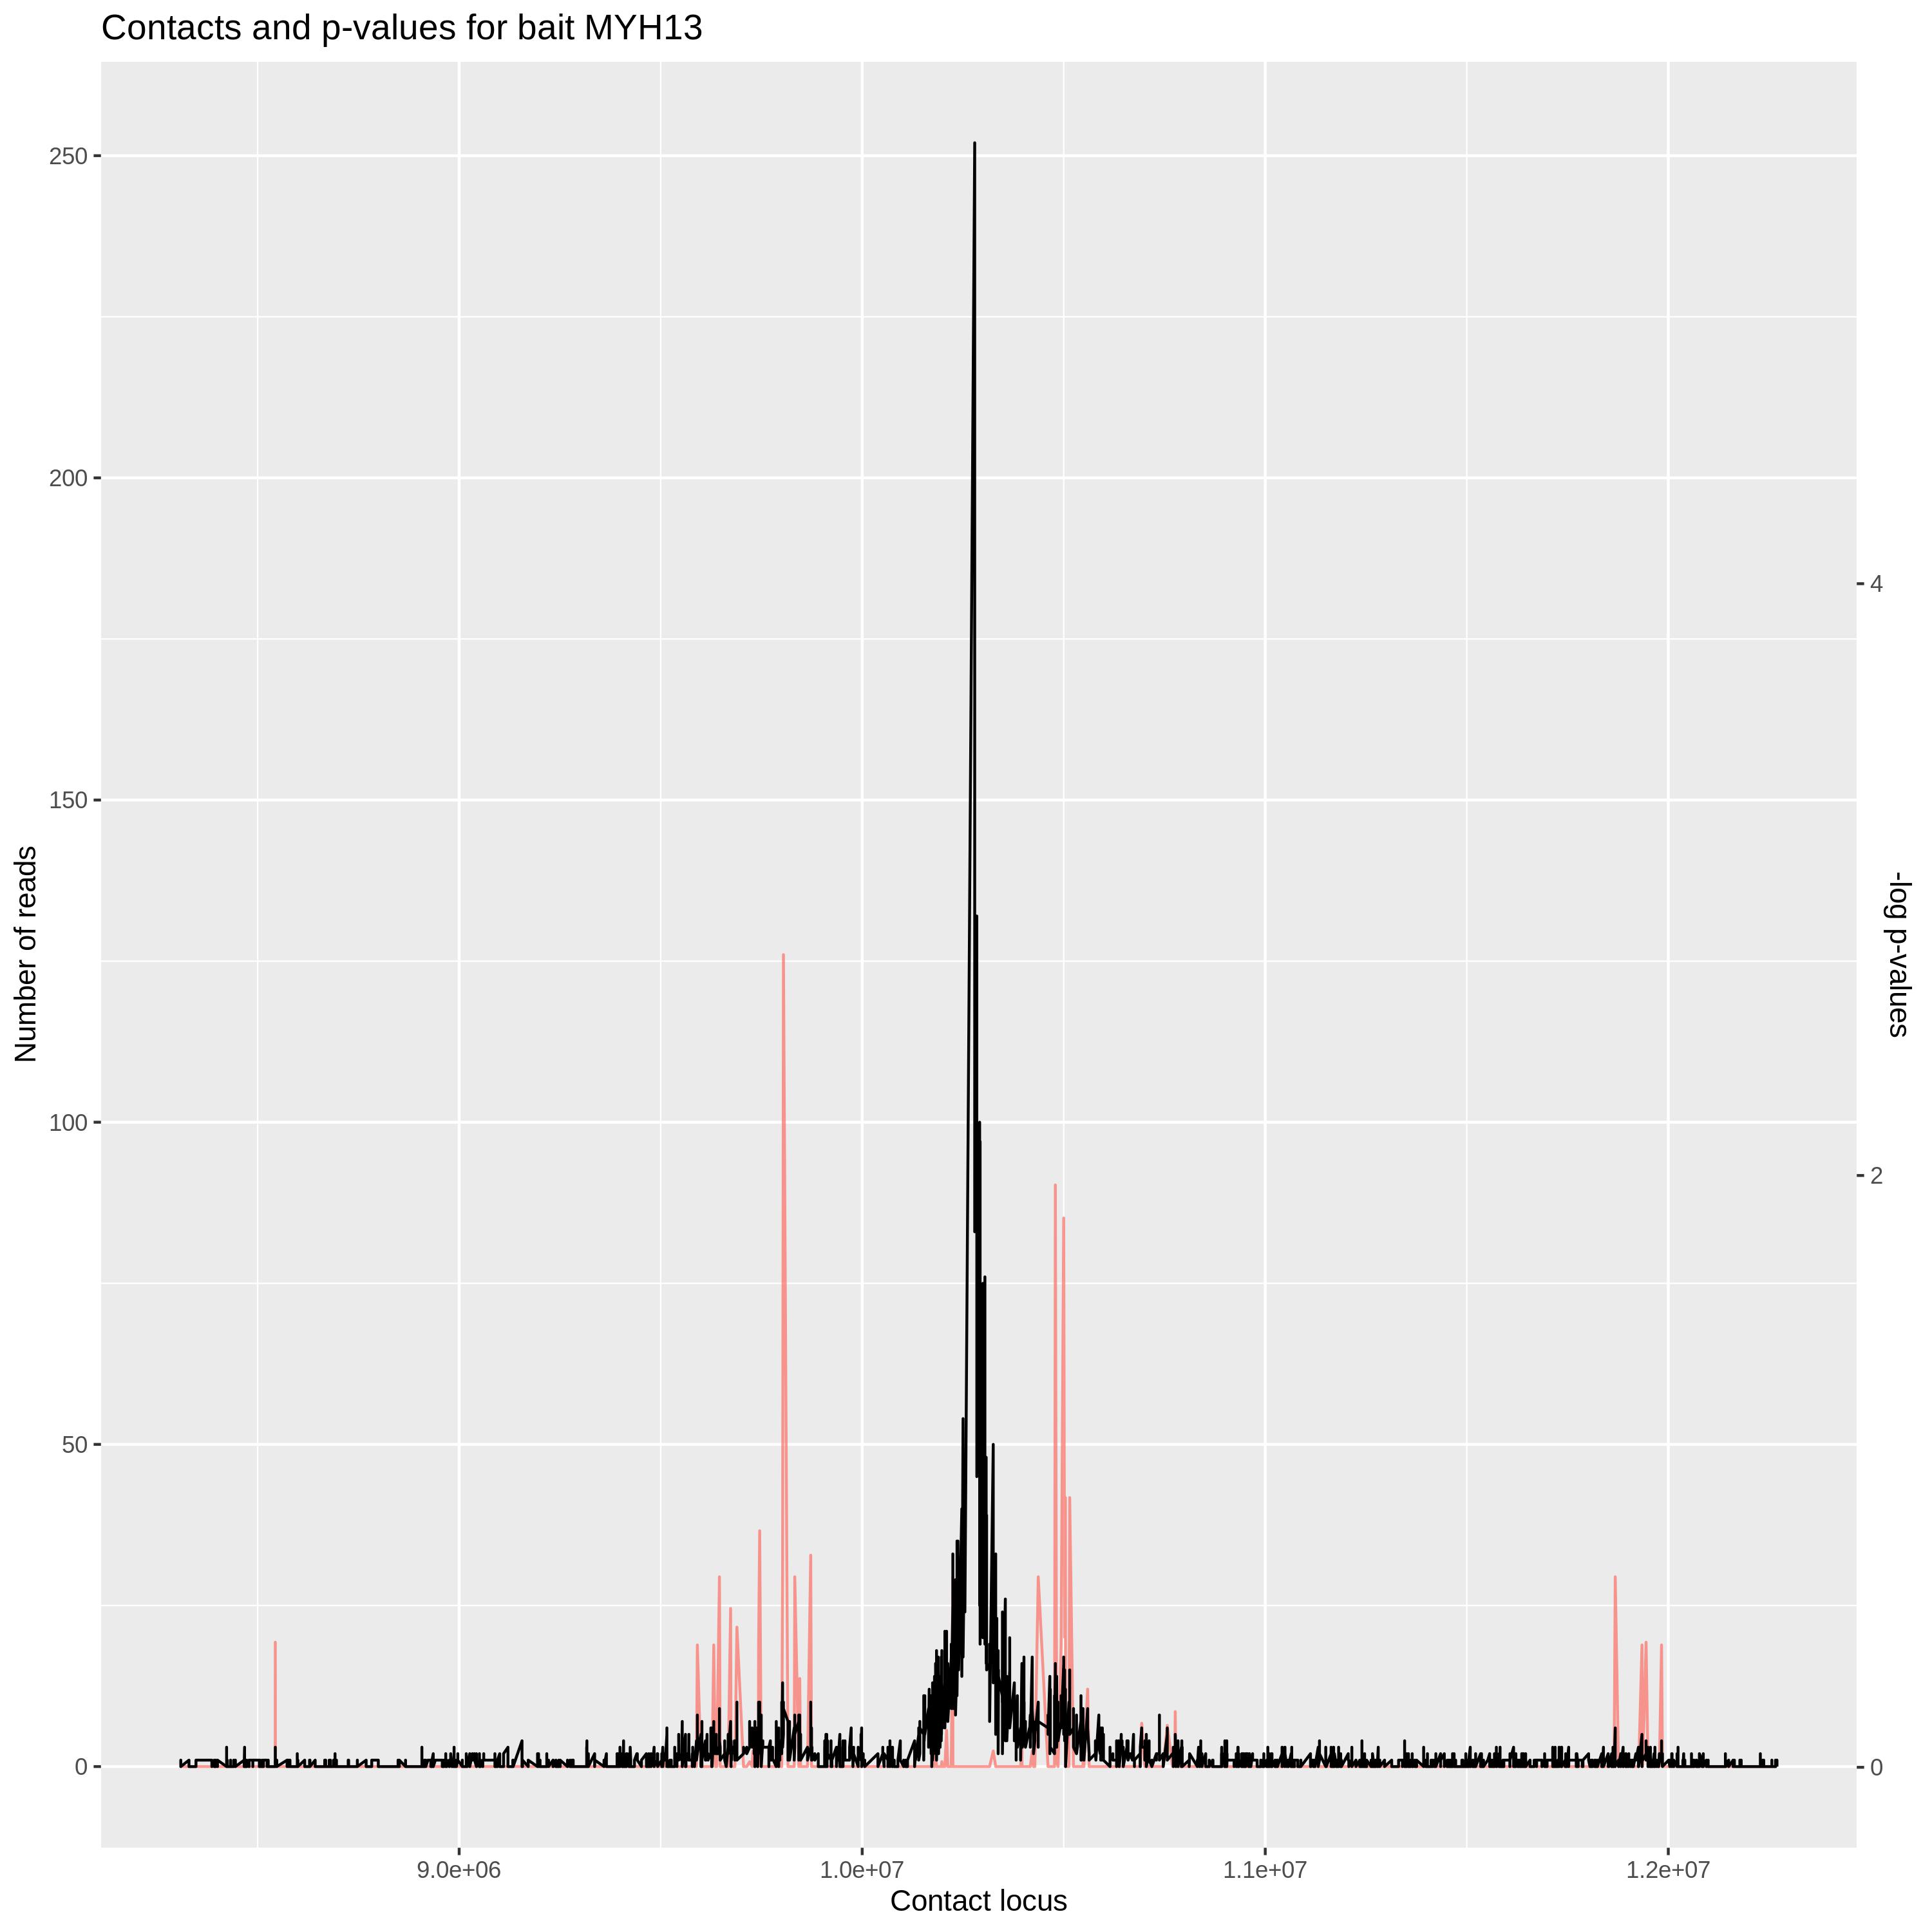 Contacts and p-values for bait MYH13
250
200
150
100
50
0
Number of reads
4
2
0
-log p-values
9.0e+06
1.0e+07
1.1e+07
1.2e+07
Contact locus